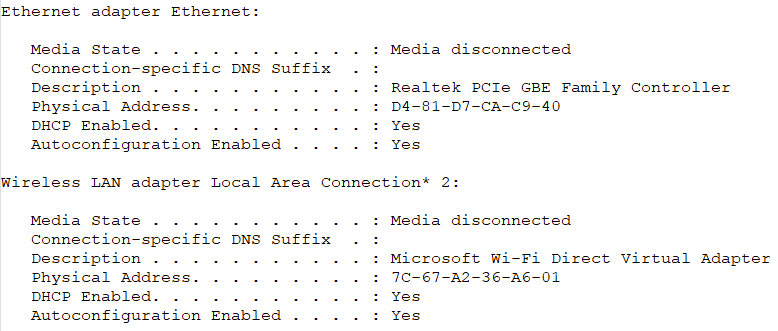 Ethernet adapter Ethernet:
Media State . . . . . . . . . . . : Media disconnected
Connection-specific DNS Suffix  . :
Description . . . . . . . . . . . : Realtek PCIe GBE Family Controller
Physical Address. . . . . . . . . : D4-81-D7-CA-C9-40
DHCP Enabled. . . . . . . . . . . : Yes
Autoconfiguration Enabled . . . . : Yes
Wireless LAN adapter Local Area Connection* 2:
Media State . . . . . . . . . . . : Media disconnected
Connection-specific DNS Suffix  . :
Description . . . . . . . . . . . : Microsoft Wi-Fi Direct Virtual Adapter
Physical Address. . . . . . . . . : 7C-67-A2-36-A6-01
DHCP Enabled. . . . . . . . . . . : Yes
Autoconfiguration Enabled . . . . : Yes